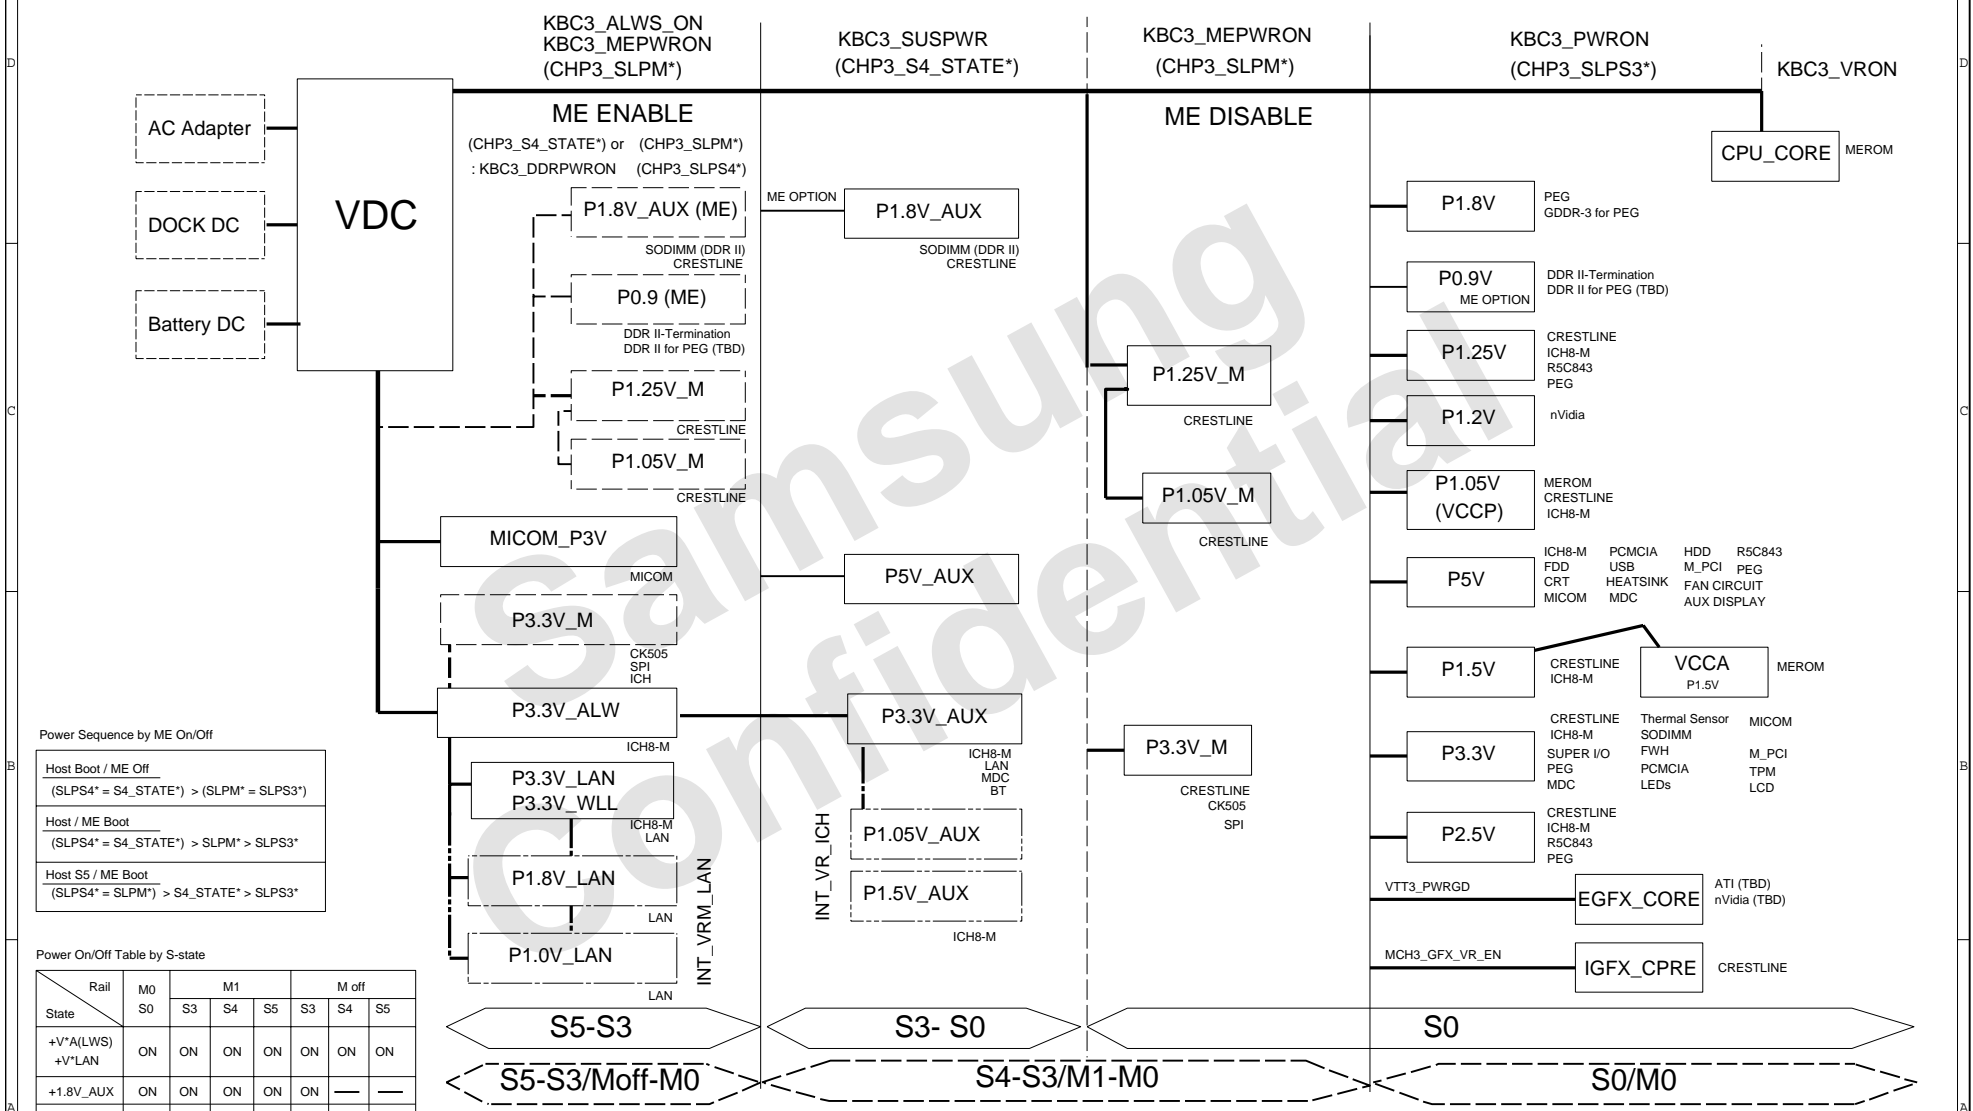 KBC3_ALWS_ON
KBC3_MEPWRON
(CHP3_SLPM*)
KBC3_SUSPWR
(CHP3_S4_STATE*)
KBC3_MEPWRON
(CHP3_SLPM*)
KBC3_PWRON
(CHP3_SLPS3*)
KBC3_VRON
D
D
AC Adapter
DOCK DC
Battery DC
VDC
ME ENABLE
(CHP3_S4_STATE*) or (CHP3_SLPM*)
: KBC3_DDRPWRON (CHP3_SLPS4*)
P1.8V_AUX (ME)
SODIMM (DDR II)
CRESTLINE
P0.9 (ME)
DDR II-Termination
DDR II for PEG (TBD)
P1.25V_M
CRESTLINE
P1.05V_M
CRESTLINE
MICOM_P3V
MICOM
P3.3V_M
CK505
SPI
ICH
P3.3V_ALW
ICH8-M
P3.3V_LAN
P3.3V_WLL
ICH8-M
LAN
P1.8V_LAN
LAN
P1.0V_LAN
LAN
INT_VRM_LAN
ME OPTION
P1.8V_AUX
SODIMM (DDR II)
CRESTLINE
P5V_AUX
P3.3V_AUX
ICH8-M
LAN
MDC
BT
P1.05V_AUX
P1.5V_AUX
ICH8-M
INT_VR_ICH
ME DISABLE
P1.25V_M
CRESTLINE
P1.05V_M
CRESTLINE
P3.3V_M
CRESTLINE
CK505
SPI
CPU_CORE
MEROM
P1.8V
PEG
GDDR-3 for PEG
P0.9V
ME OPTION
DDR II-Termination
DDR II for PEG (TBD)
P1.25V
CRESTLINE
ICH8-M
R5C843
PEG
P1.2V
nVidia
P1.05V
(VCCP)
MEROM
CRESTLINE
ICH8-M
P5V
ICH8-M PCMCIA HDD R5C843
FDD USB M_PCI PEG
CRT HEATSINK FAN CIRCUIT
MICOM MDC AUX DISPLAY
P1.5V
CRESTLINE
ICH8-M
VCCA
P1.5V
MEROM
P3.3V
CRESTLINE Thermal Sensor MICOM
ICH8-M SODIMM
SUPER I/O FWH M_PCI
PEG PCMCIA TPM
MDC LEDs LCD
P2.5V
CRESTLINE
ICH8-M
R5C843
PEG
VTT3_PWRGD
EGFX_CORE
ATI (TBD)
nVidia (TBD)
MCH3_GFX_VR_EN
IGFX_CPRE
CRESTLINE
C
C
B
B
A
A
Samsung
Confidential
Power Sequence by ME On/Off
Host Boot / ME Off
(SLPS4* = S4_STATE*) > (SLPM* = SLPS3*)
Host / ME Boot
(SLPS4* = S4_STATE*) > SLPM* > SLPS3*
Host S5 / ME Boot
(SLPS4* = SLPM*) > S4_STATE* > SLPS3*
Power On/Off Table by S-state
Rail M0 M1 M off
State S0 S3 S4 S5 S3 S4 S5
+V*A(LWS)
+V*LAN
ON ON ON ON ON ON ON
+1.8V_AUX ON ON ON ON ON — —
S5-S3
S3- S0
S0
S5-S3/Moff-M0
S4-S3/M1-M0
S0/M0